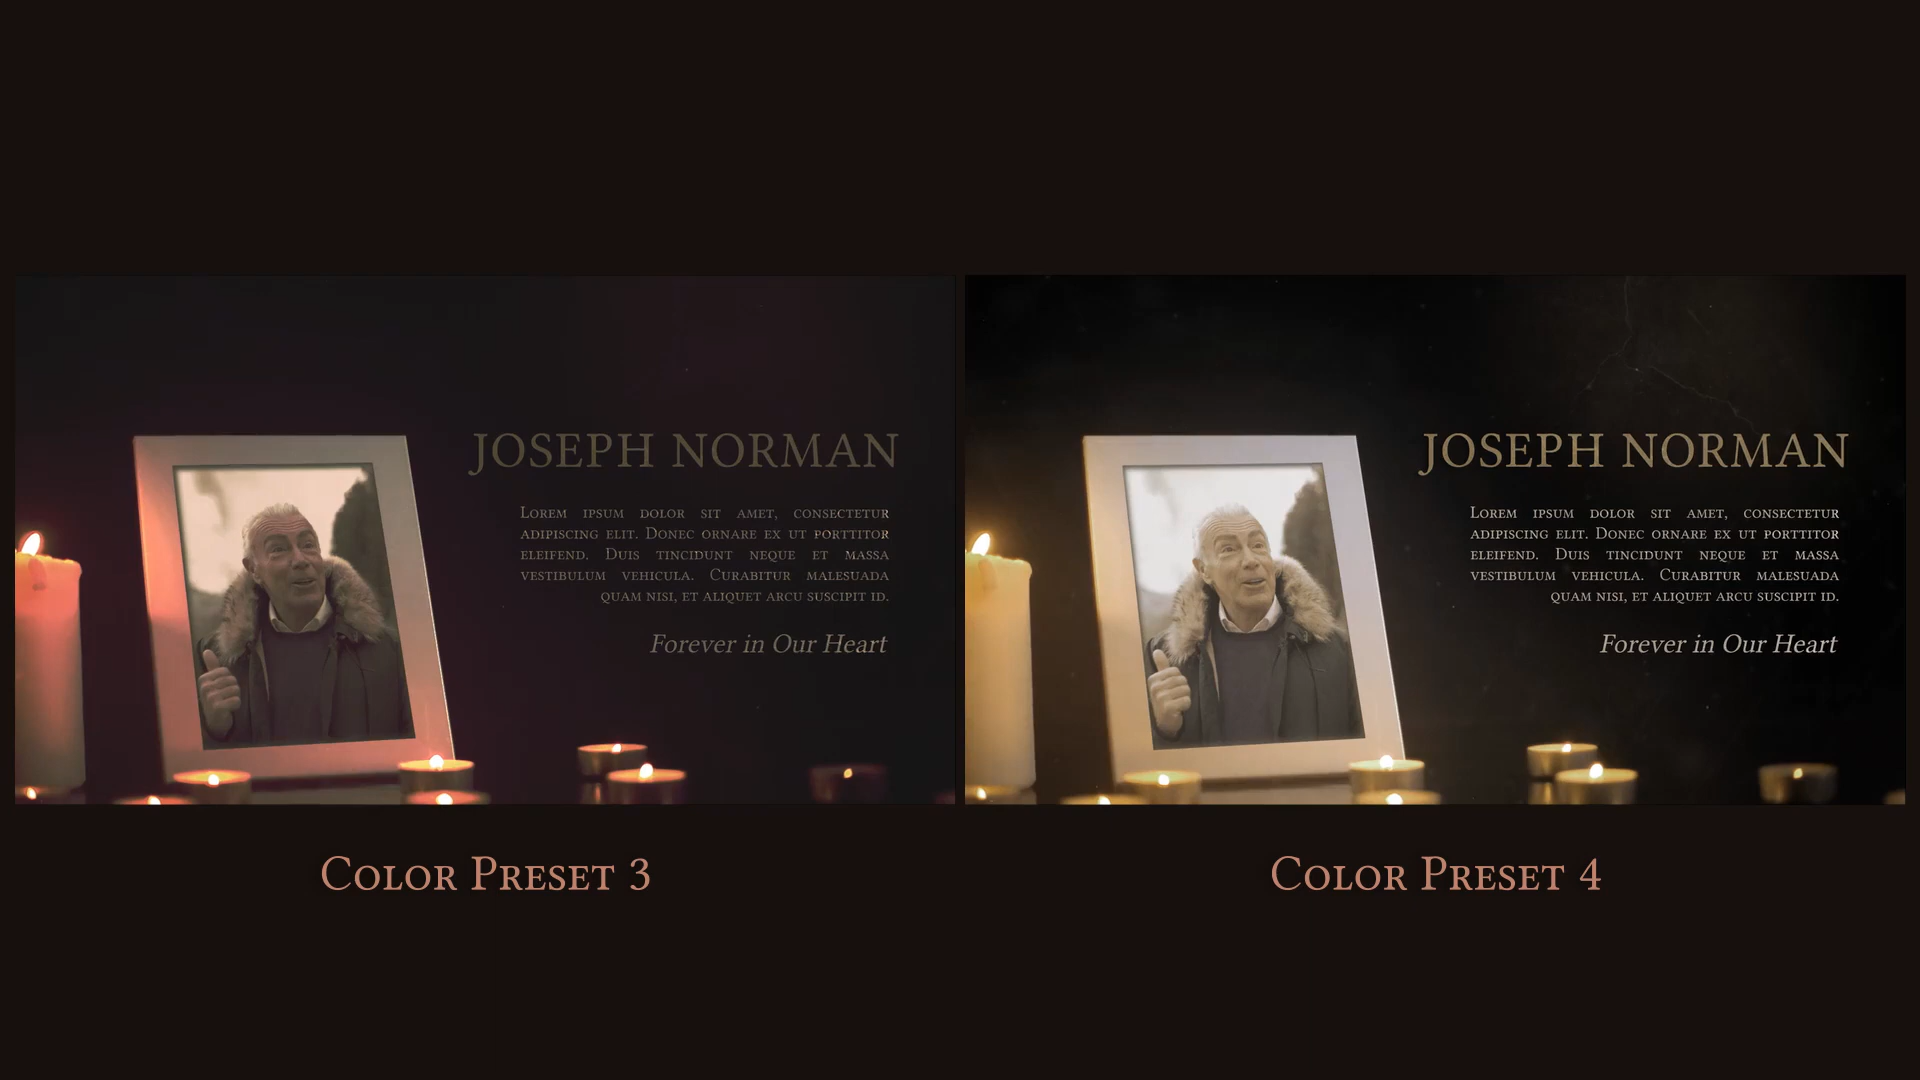 JOSEPH NORMAN
Lorem ipsum dolor sit amet, consectetur
adipiscing elit. Donec ornare ex ut porttitor
eleifend. Duis tincidunt neque et massa
vestibulum vehicula. Curabitur malesuada
quam nisi, et aliquet arcu suscipit id.
Forever in Our Heart
Color Preset 3
JOSEPH NORMAN
Lorem ipsum dolor sit amet, consectetur
adipiscing elit. Donec ornare ex ut porttitor
eleifend. Duis tincidunt neque et massa
vestibulum vehicula. Curabitur malesuada
quam nisi, et aliquet arcu suscipit id.
Forever in Our Heart
Color Preset 4